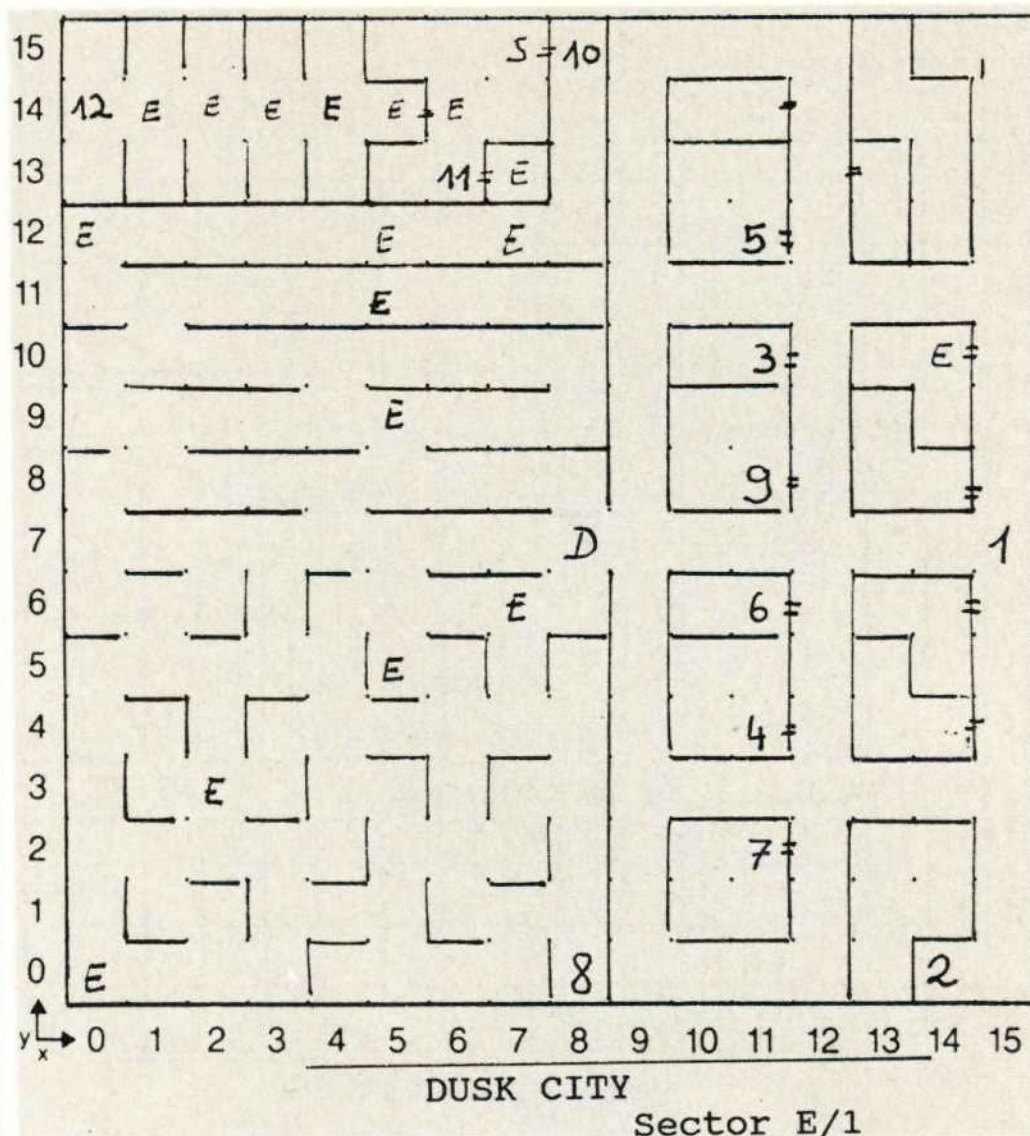 15 S=10
14 12 E E E E E E
13 11 E
12 E E E 5
11 E
10 3 E
9 E
8 9
7 D 1
6 E 6
5 E
4 4
3 E
2 7
1
0 E 8 2
y x 0 1 2 3 4 5 6 7 8 9 10 11 12 13 14 15
DUSK CITY
Sector E/1